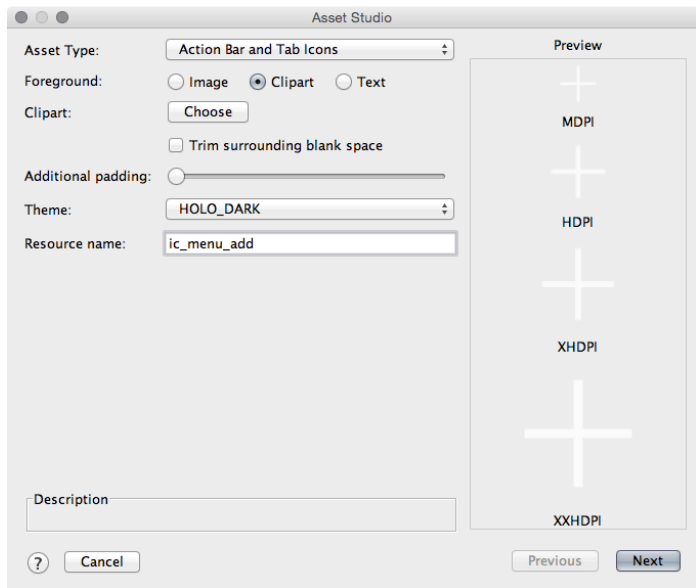 Asset Studio
Asset Type: Action Bar and Tab Icons
Foreground: Image Clipart Text
Clipart: Choose
Trim surrounding blank space
Additional padding:
Theme: HOLO_DARK
Resource name: ic_menu_add
Preview
MDPI
HDPI
XHDPI
XXHDPI
Description
? Cancel Previous Next